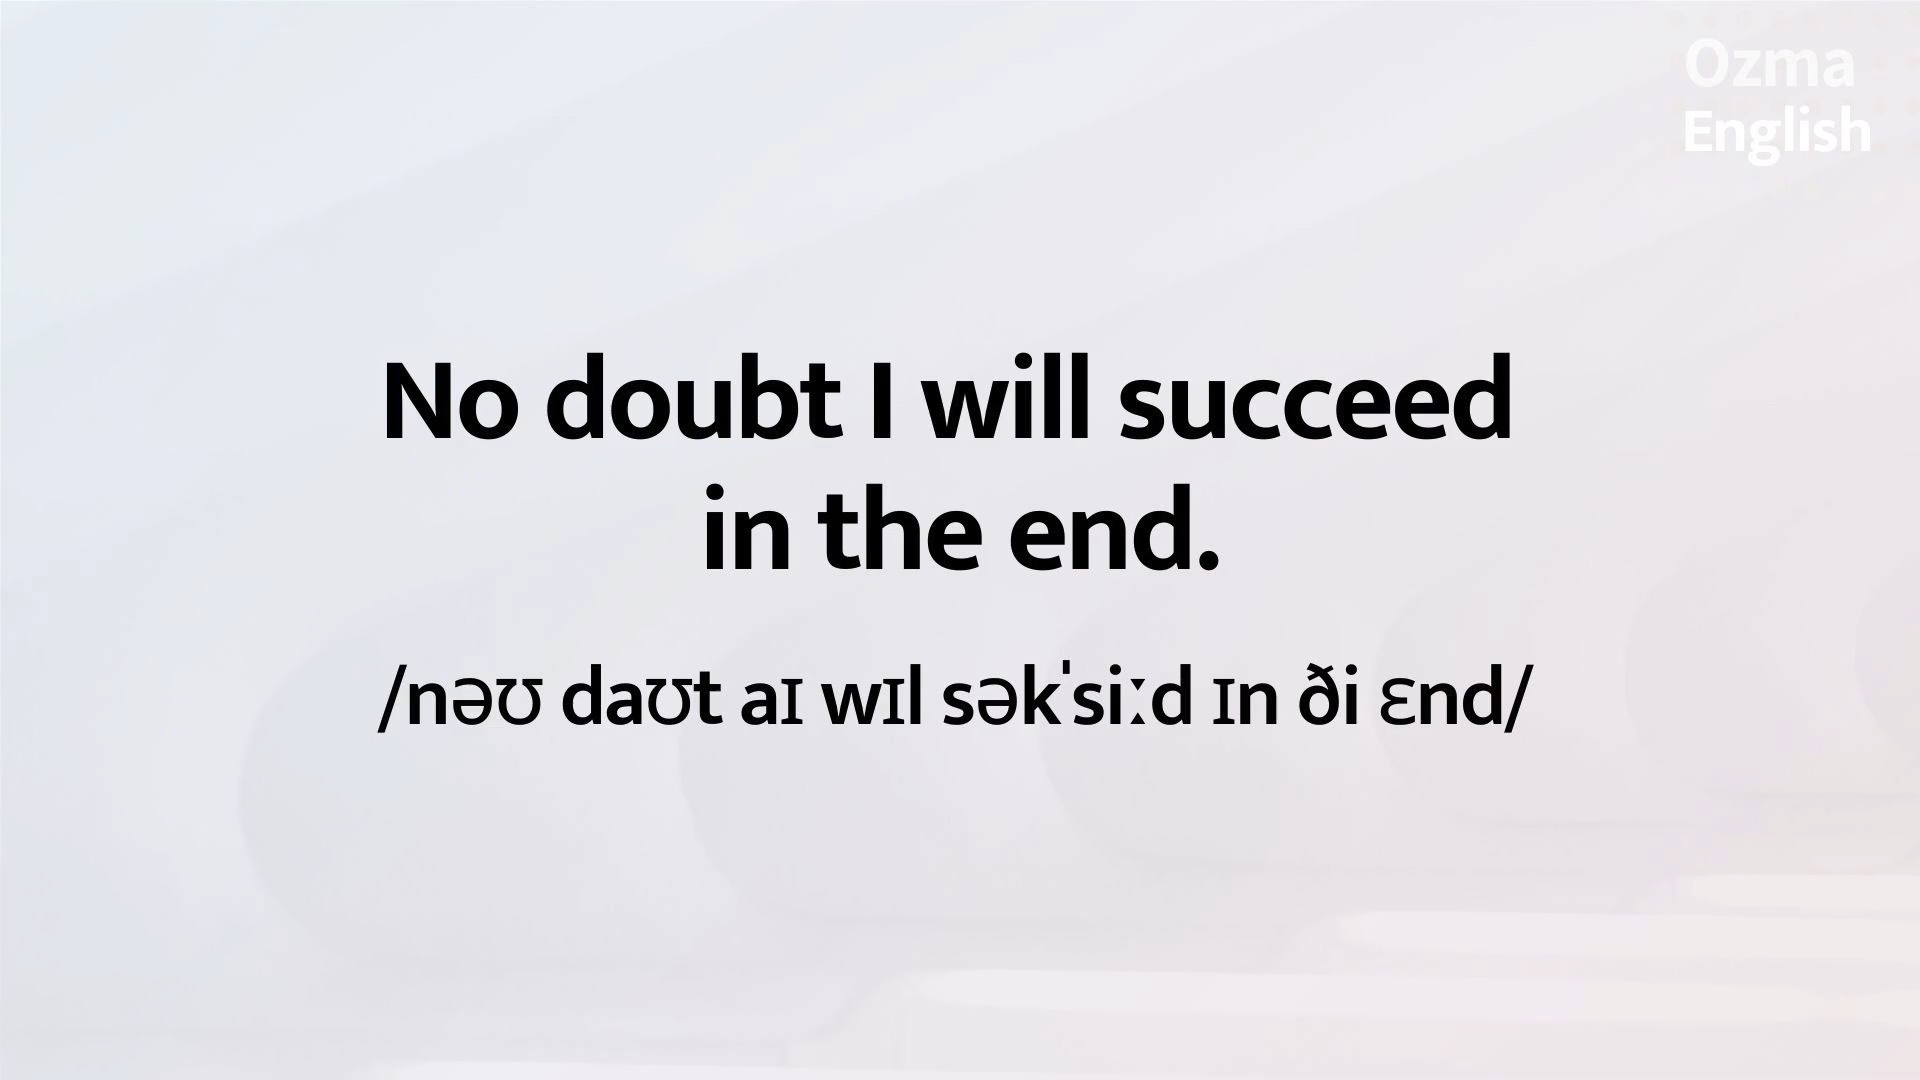 Ozma
English
No doubt I will succeed
in the end.
/nəʊ daʊt aɪ wɪl səkˈsiːd ɪn ði ɛnd/